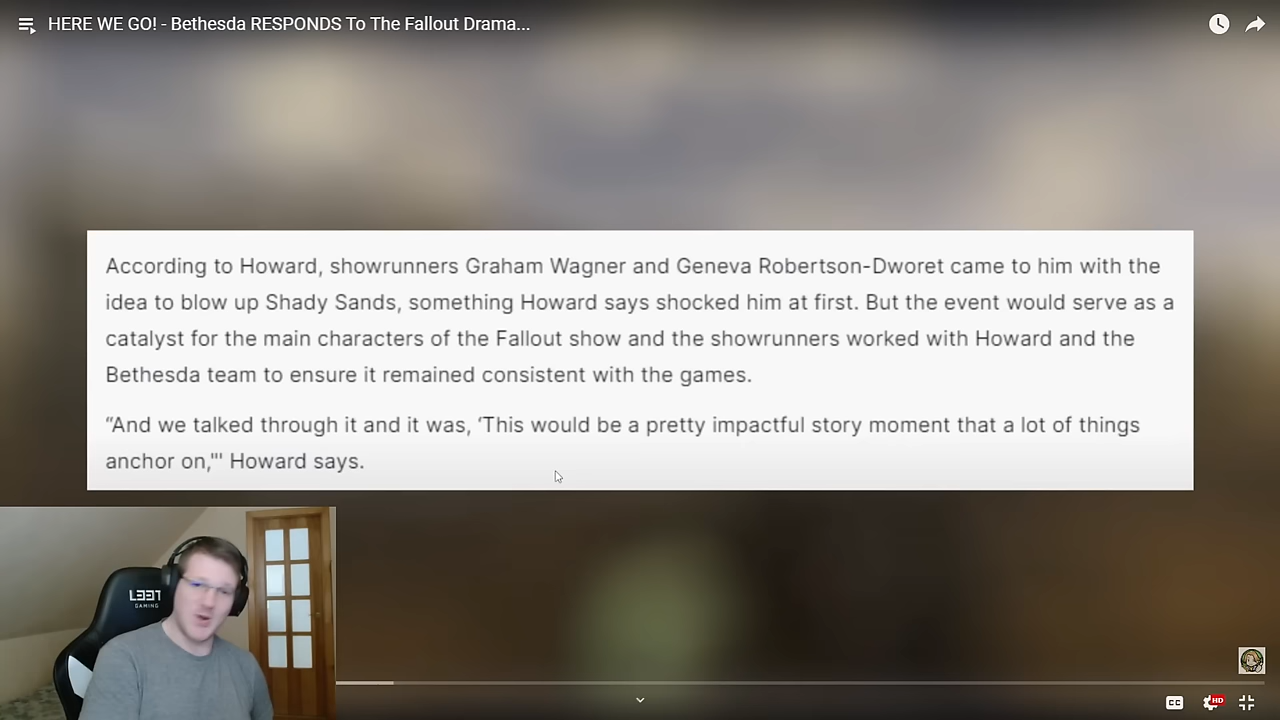 HERE WE GO! - Bethesda RESPONDS To The Fallout Drama...
According to Howard, showrunners Graham Wagner and Geneva Robertson-Dworet came to him with the
idea to blow up Shady Sands, something Howard says shocked him at first. But the event would serve as a
catalyst for the main characters of the Fallout show and the showrunners worked with Howard and the
Bethesda team to ensure it remained consistent with the games.
“And we talked through it and it was, ‘This would be a pretty impactful story moment that a lot of things
anchor on,'" Howard says.
L33T
GAMING
CC
HD